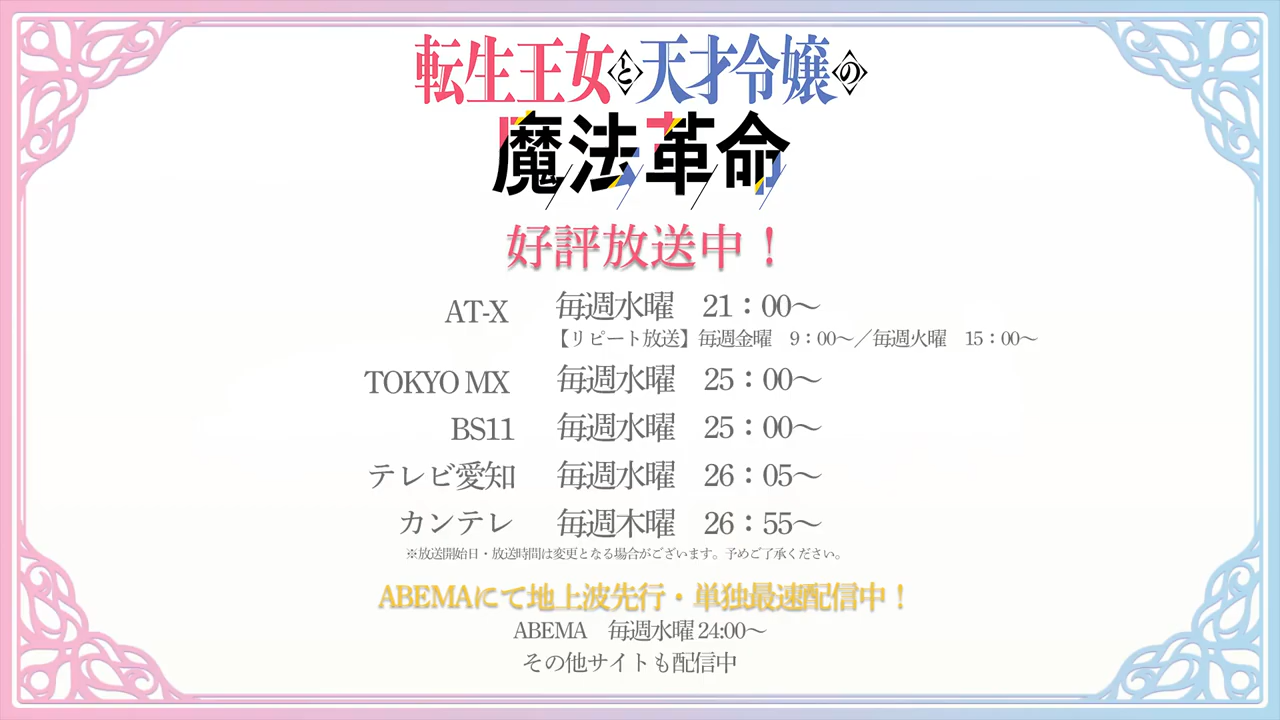 転生王女と天才令嬢の
魔法革命
好評放送中！
AT-X 毎週水曜 21：00〜
【リピート放送】毎週金曜 9：00〜／毎週火曜 15：00〜
TOKYO MX 毎週水曜 25：00〜
BS11 毎週水曜 25：00〜
テレビ愛知 毎週水曜 26：05〜
カンテレ 毎週木曜 26：55〜
※放送開始日・放送時間は変更となる場合がございます。予めご了承ください。
ABEMAにて地上波先行・単独最速配信中！
ABEMA 毎週水曜 24:00〜
その他サイトも配信中